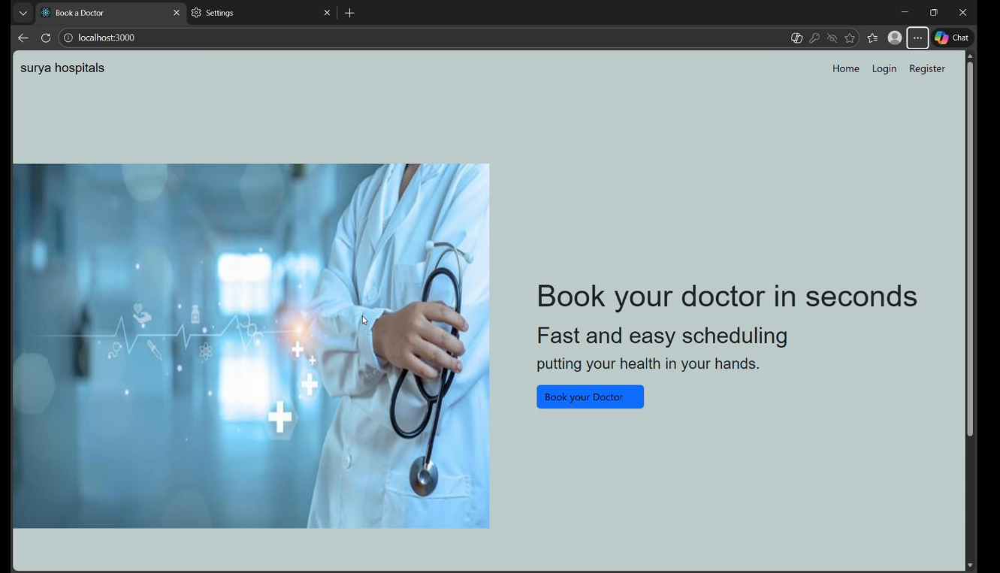 Book a Doctor
Settings
localhost:3000
Chat
surya hospitals
Home Login Register
Book your doctor in seconds
Fast and easy scheduling
putting your health in your hands.
Book your Doctor